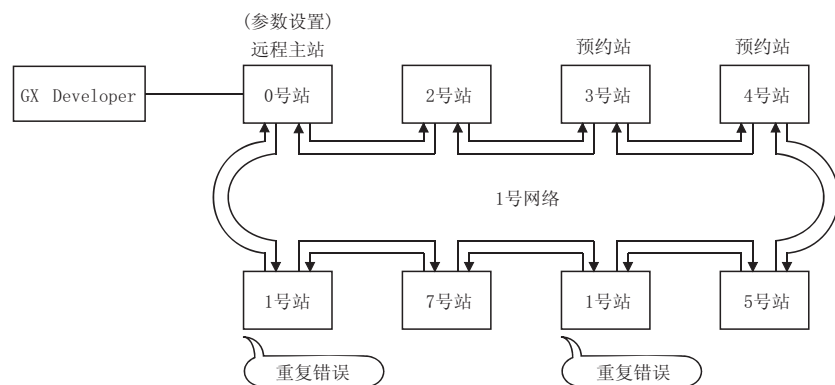 (参数设置)
远程主站
预约站
预约站
GX Developer
0号站
2号站
3号站
4号站
1号网络
1号站
7号站
1号站
5号站
重复错误
重复错误